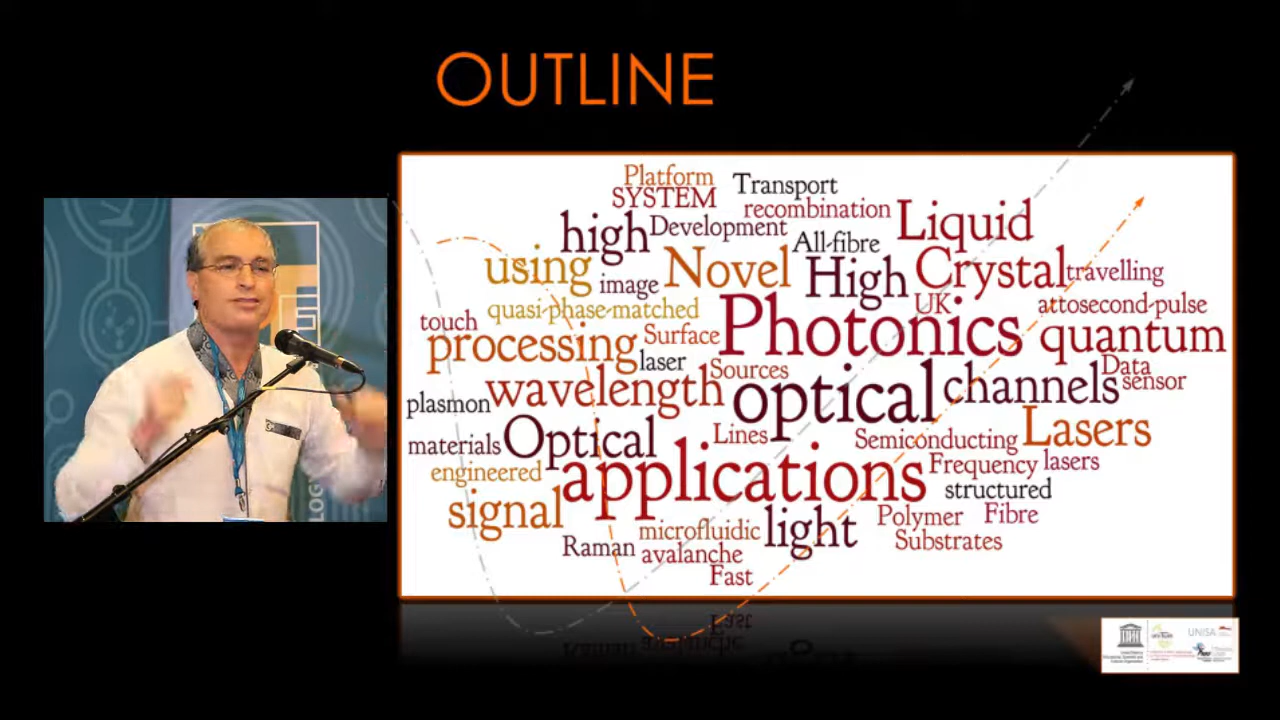 OUTLINE
Platform
Transport
SYSTEM
recombination
Liquid
high
Development
All-fibre
using
image
Novel
High
Crystal
travelling
quasi-phase-matched
UK
attosecond-pulse
touch
processing
Surface
Photonics
quantum
laser
Sources
Data
sensor
plasmon
wavelength
optical
channels
materials
Optical
Lines
Semiconducting
Lasers
engineered
applications
Frequency
lasers
structured
signal
microfluidic
light
Polymer
Fibre
Raman
avalanche
Substrates
Fast
LOG
UNISA